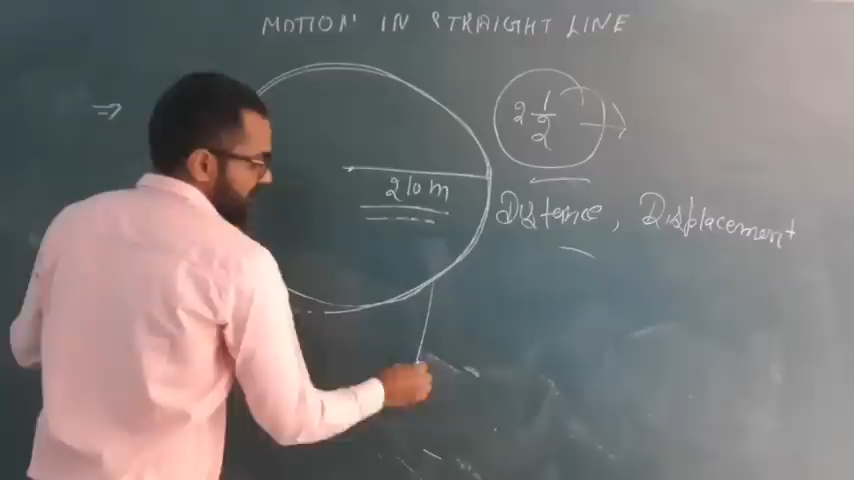 MOTION IN STRAIGHT LINE
2 1/2
210 m
Distance, Displacement